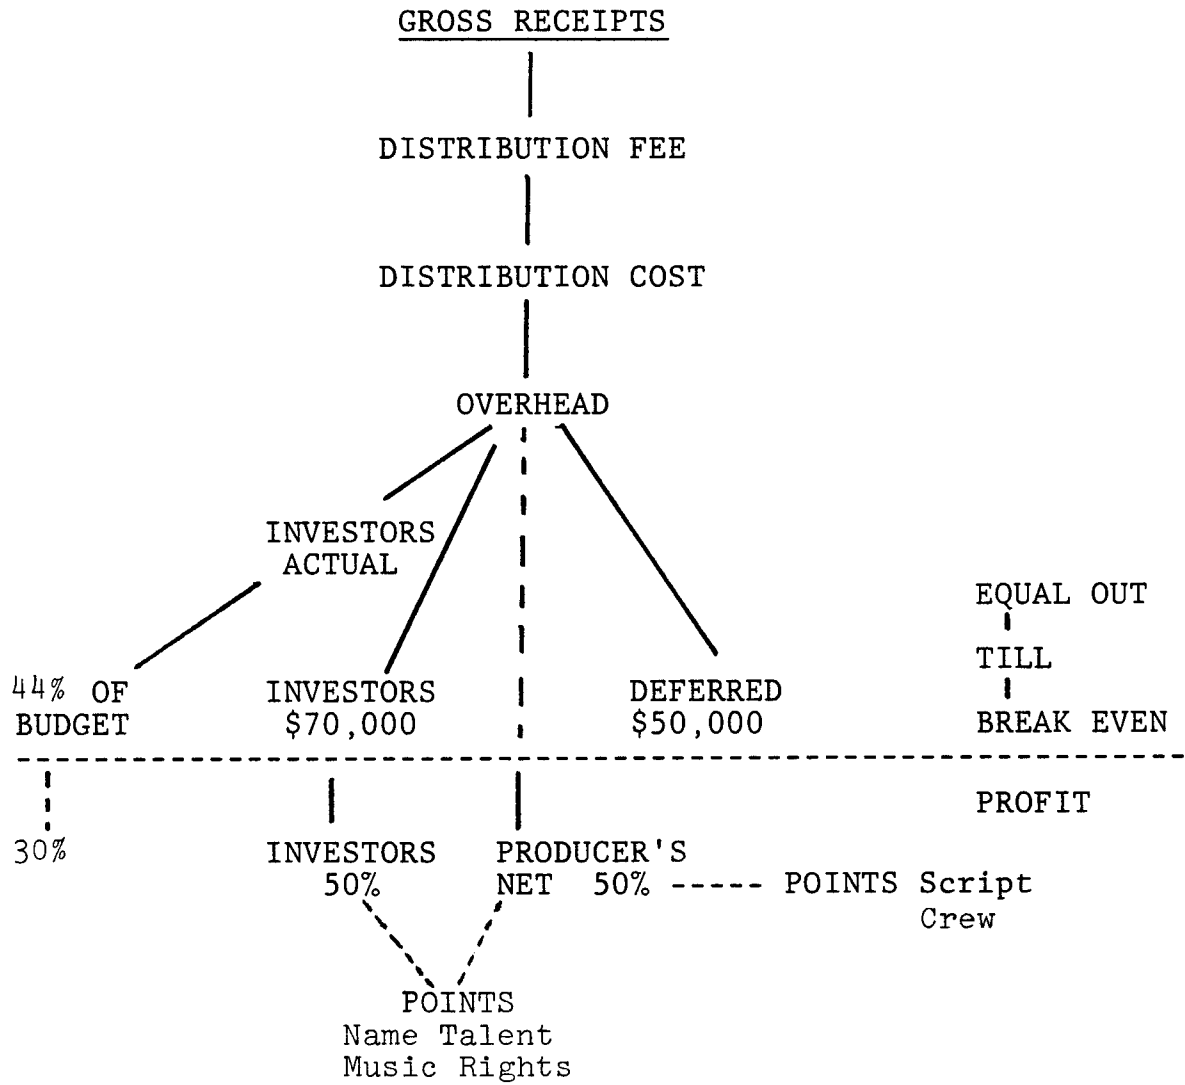 GROSS RECEIPTS
DISTRIBUTION FEE
DISTRIBUTION COST
OVERHEAD
INVESTORS
ACTUAL
EQUAL OUT
TILL
44% OF
BUDGET
INVESTORS
$70,000
DEFERRED
$50,000
BREAK EVEN
PROFIT
30%
INVESTORS
50%
PRODUCER'S
NET 50%
POINTS Script
Crew
POINTS
Name Talent
Music Rights